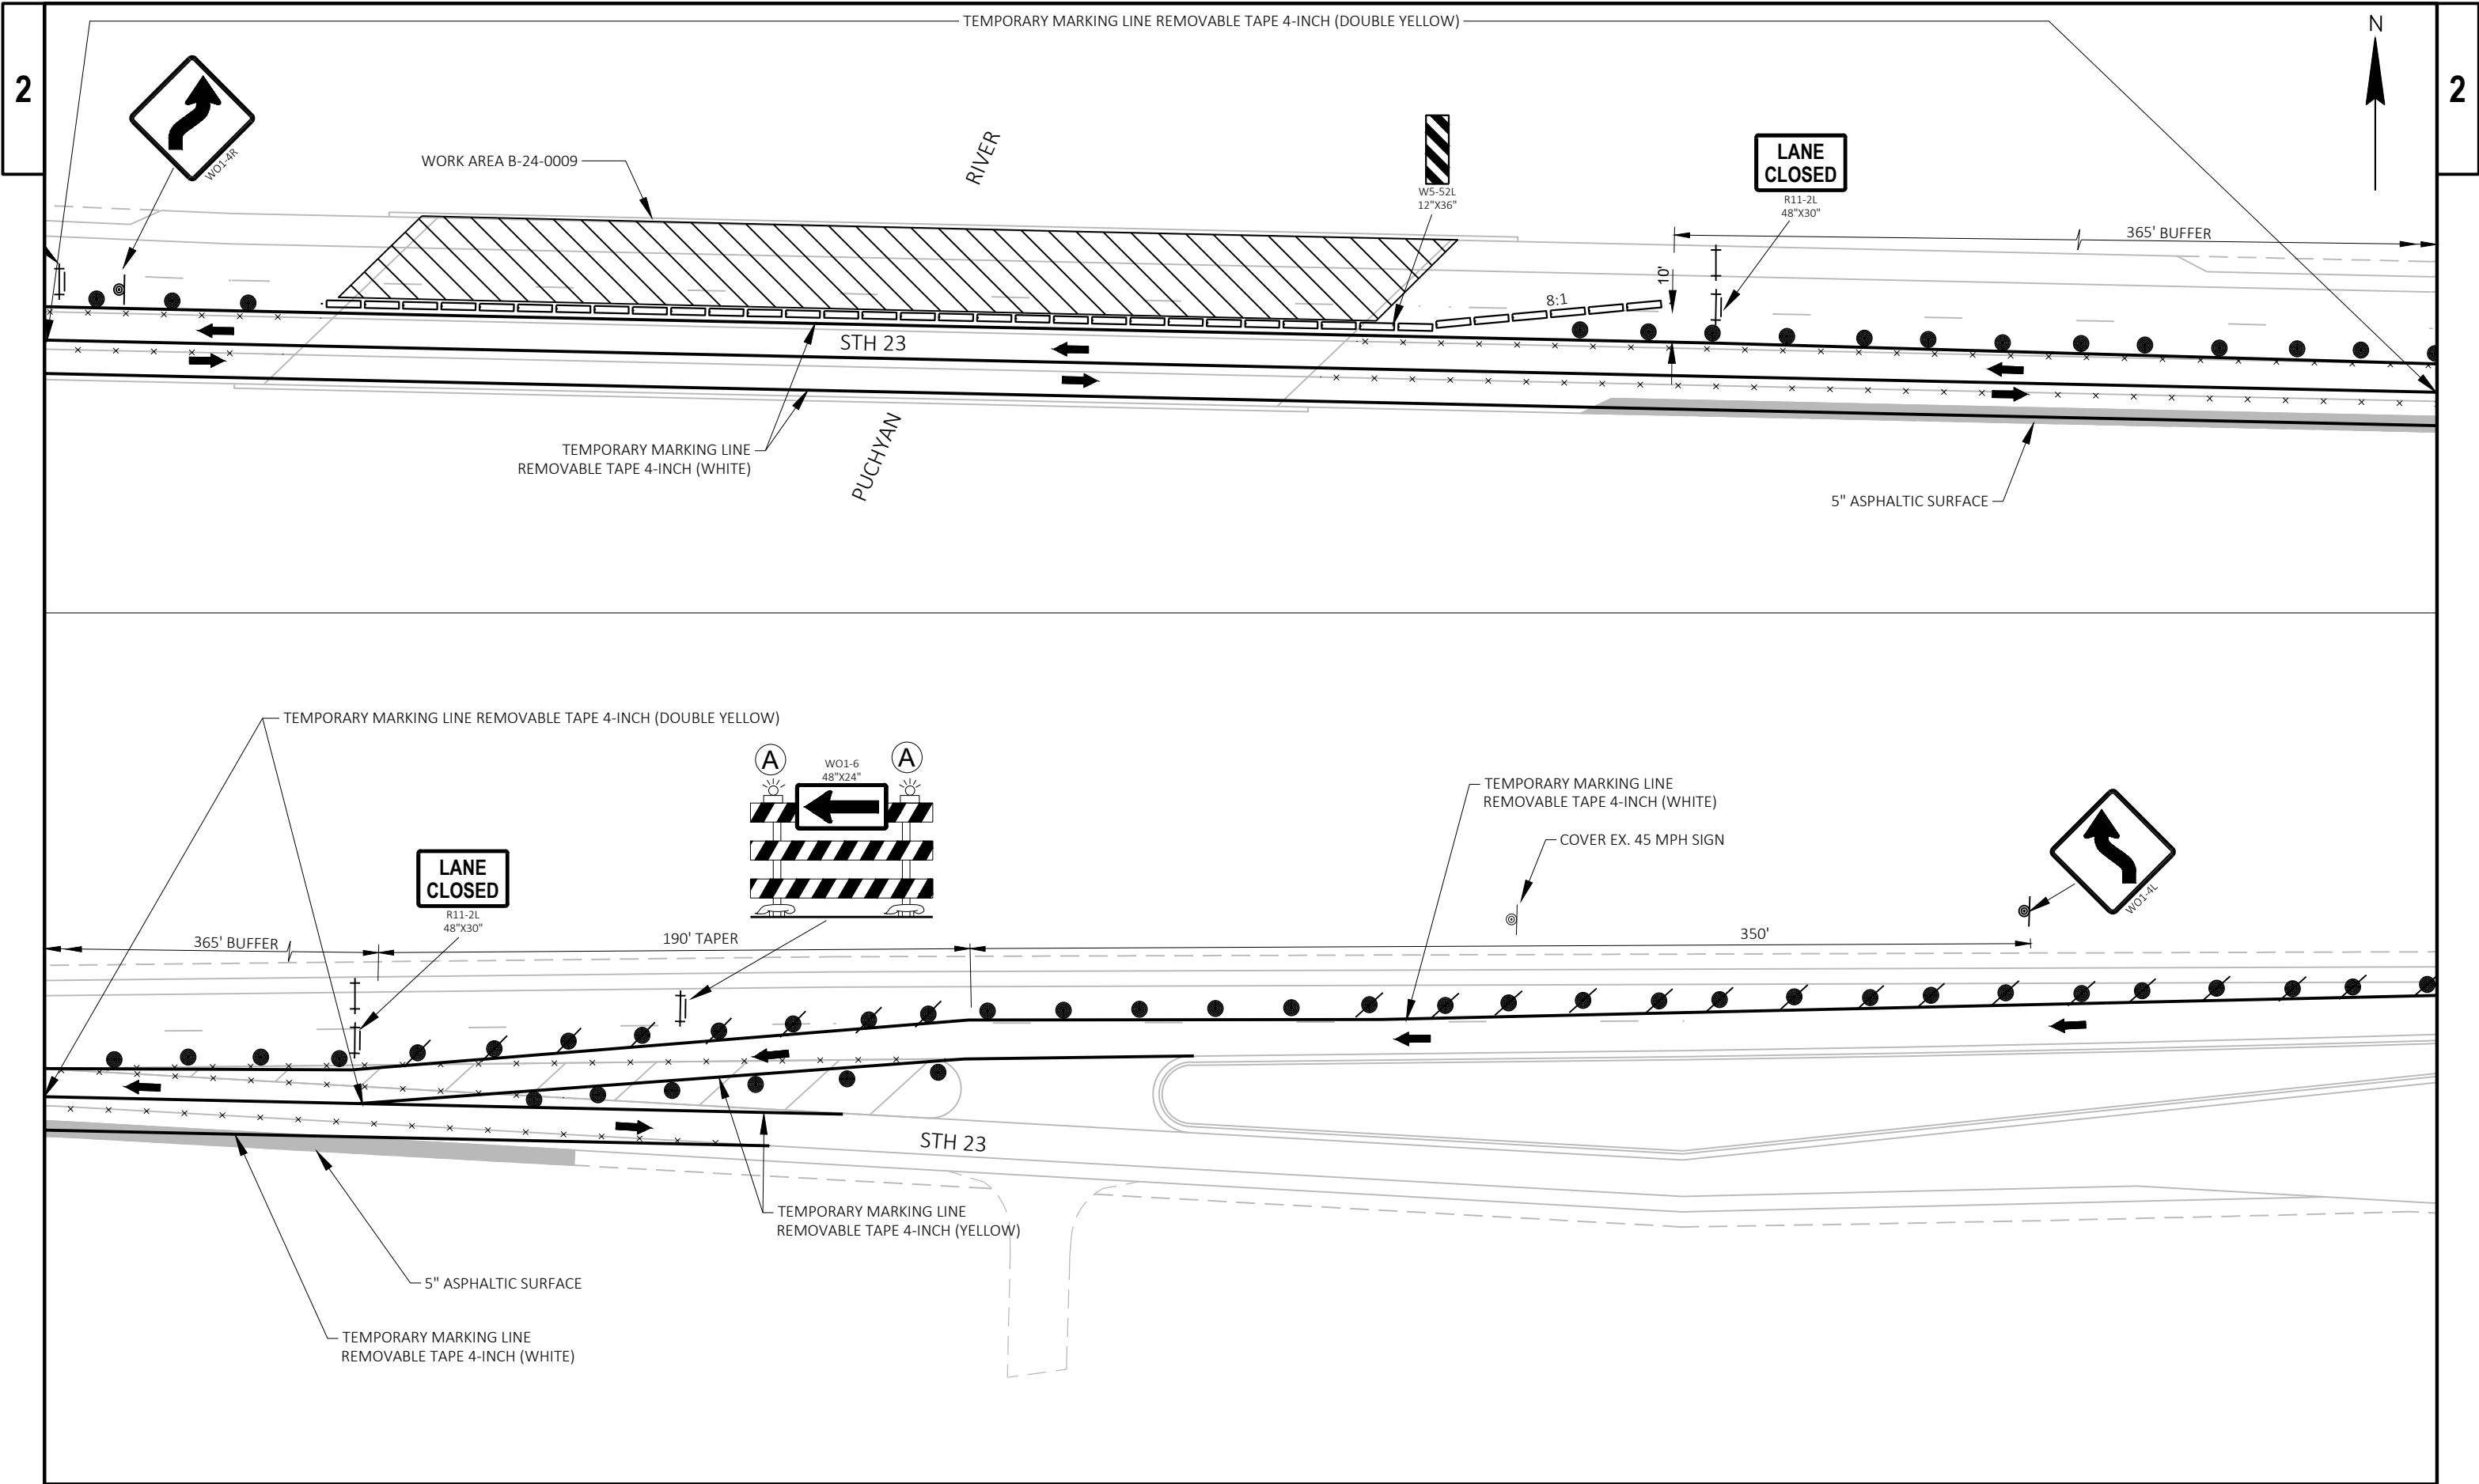 TEMPORARY MARKING LINE REMOVABLE TAPE 4-INCH (DOUBLE YELLOW)
N
2
2
WO1-4R
WORK AREA B-24-0009
RIVER
W5-52L
12"X36"
LANE
CLOSED
R11-2L
48"X30"
365' BUFFER
10'
8:1
STH 23
TEMPORARY MARKING LINE
REMOVABLE TAPE 4-INCH (WHITE)
PUCHYAN
5" ASPHALTIC SURFACE
TEMPORARY MARKING LINE REMOVABLE TAPE 4-INCH (DOUBLE YELLOW)
A
A
WO1-6
48"X24"
TEMPORARY MARKING LINE
REMOVABLE TAPE 4-INCH (WHITE)
COVER EX. 45 MPH SIGN
WO1-4L
LANE
CLOSED
R11-2L
48"X30"
365' BUFFER
190' TAPER
350'
STH 23
TEMPORARY MARKING LINE
REMOVABLE TAPE 4-INCH (YELLOW)
5" ASPHALTIC SURFACE
TEMPORARY MARKING LINE
REMOVABLE TAPE 4-INCH (WHITE)